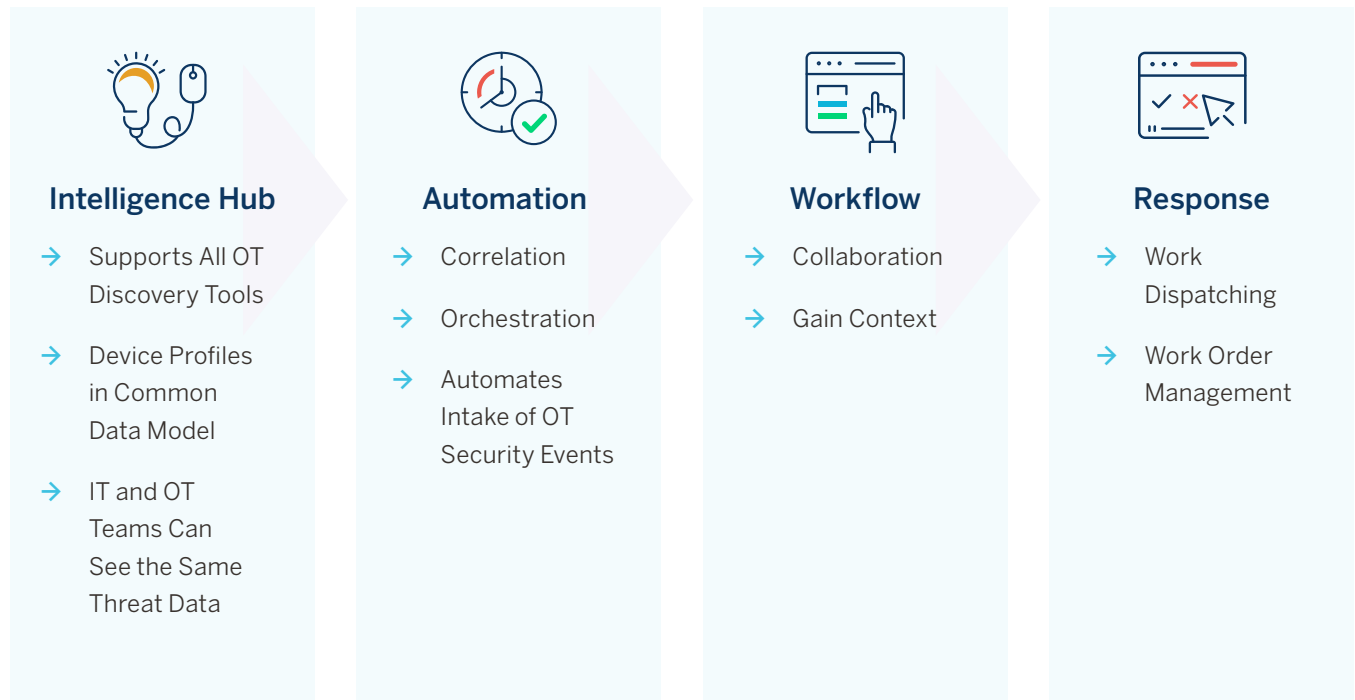 Intelligence Hub
Supports All OT
Discovery Tools
Device Profiles
in Common
Data Model
IT and OT
Teams Can
See the Same
Threat Data
Automation
Correlation
Orchestration
Automates
Intake of OT
Security Events
Workflow
Collaboration
Gain Context
Response
Work
Dispatching
Work Order
Management